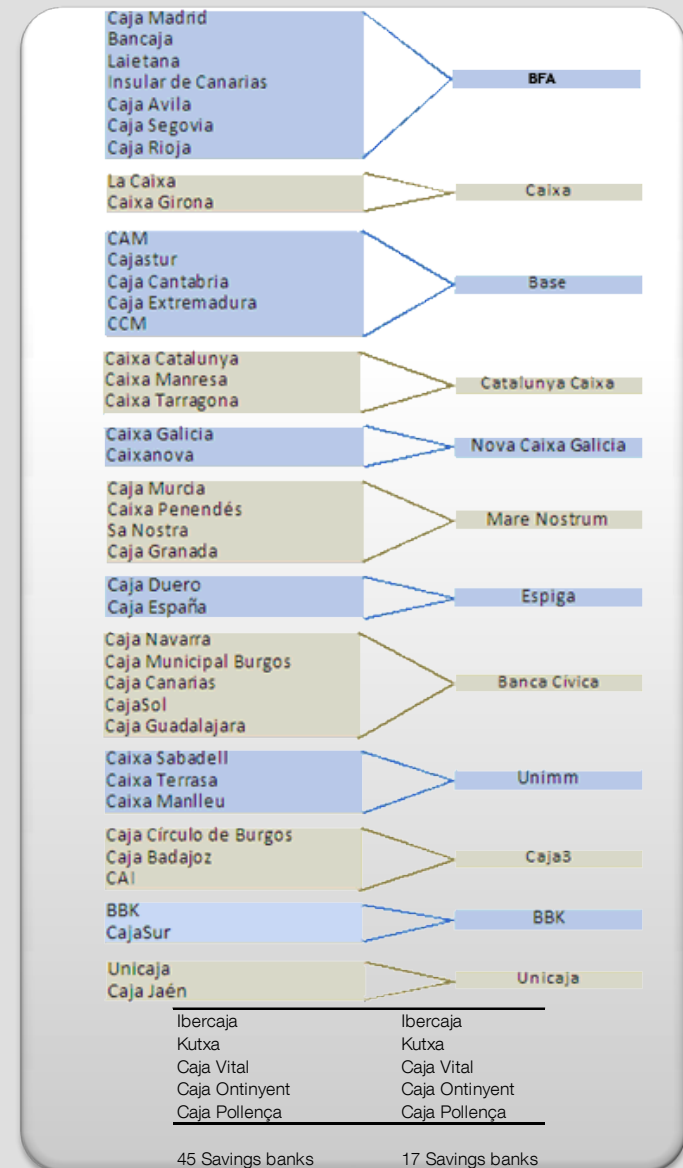 Caja Madrid
Bancaja
Laietana
Insular de Canarias
Caja Avila
Caja Segovia
Caja Rioja
BFA
La Caixa
Caixa Girona
Caixa
CAM
Cajastur
Caja Cantabria
Caja Extremadura
CCM
Base
Caixa Catalunya
Caixa Manresa
Caixa Tarragona
Catalunya Caixa
Caixa Galicia
Caixanova
Nova Caixa Galicia
Caja Murcia
Caixa Penendés
Sa Nostra
Caja Granada
Mare Nostrum
Caja Duero
Caja España
Espiga
Caja Navarra
Caja Municipal Burgos
Caja Canarias
CajaSol
Caja Guadalajara
Banca Cívica
Caixa Sabadell
Caixa Terrasa
Caixa Manlleu
Unimm
Caja Círculo de Burgos
Caja Badajoz
CAI
Caja3
BBK
CajaSur
BBK
Unicaja
Caja Jaén
Unicaja
Ibercaja Ibercaja
Kutxa Kutxa
Caja Vital Caja Vital
Caja Ontinyent Caja Ontinyent
Caja Pollença Caja Pollença
45 Savings banks 17 Savings banks